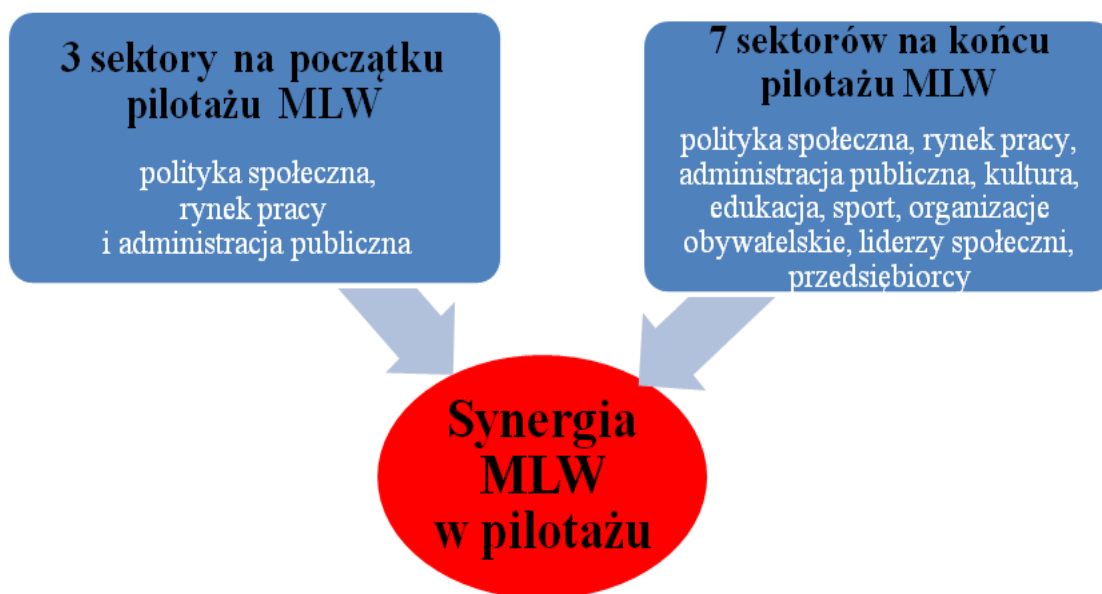 3 sektory na początku
pilotażu MLW
polityka społeczna,
rynek pracy
i administracja publiczna
7 sektorów na końcu
pilotażu MLW
polityka społeczna, rynek pracy,
administracja publiczna, kultura,
edukacja, sport, organizacje
obywatelskie, liderzy społeczni,
przedsiębiorcy
Synergia
MLW
w pilotażu